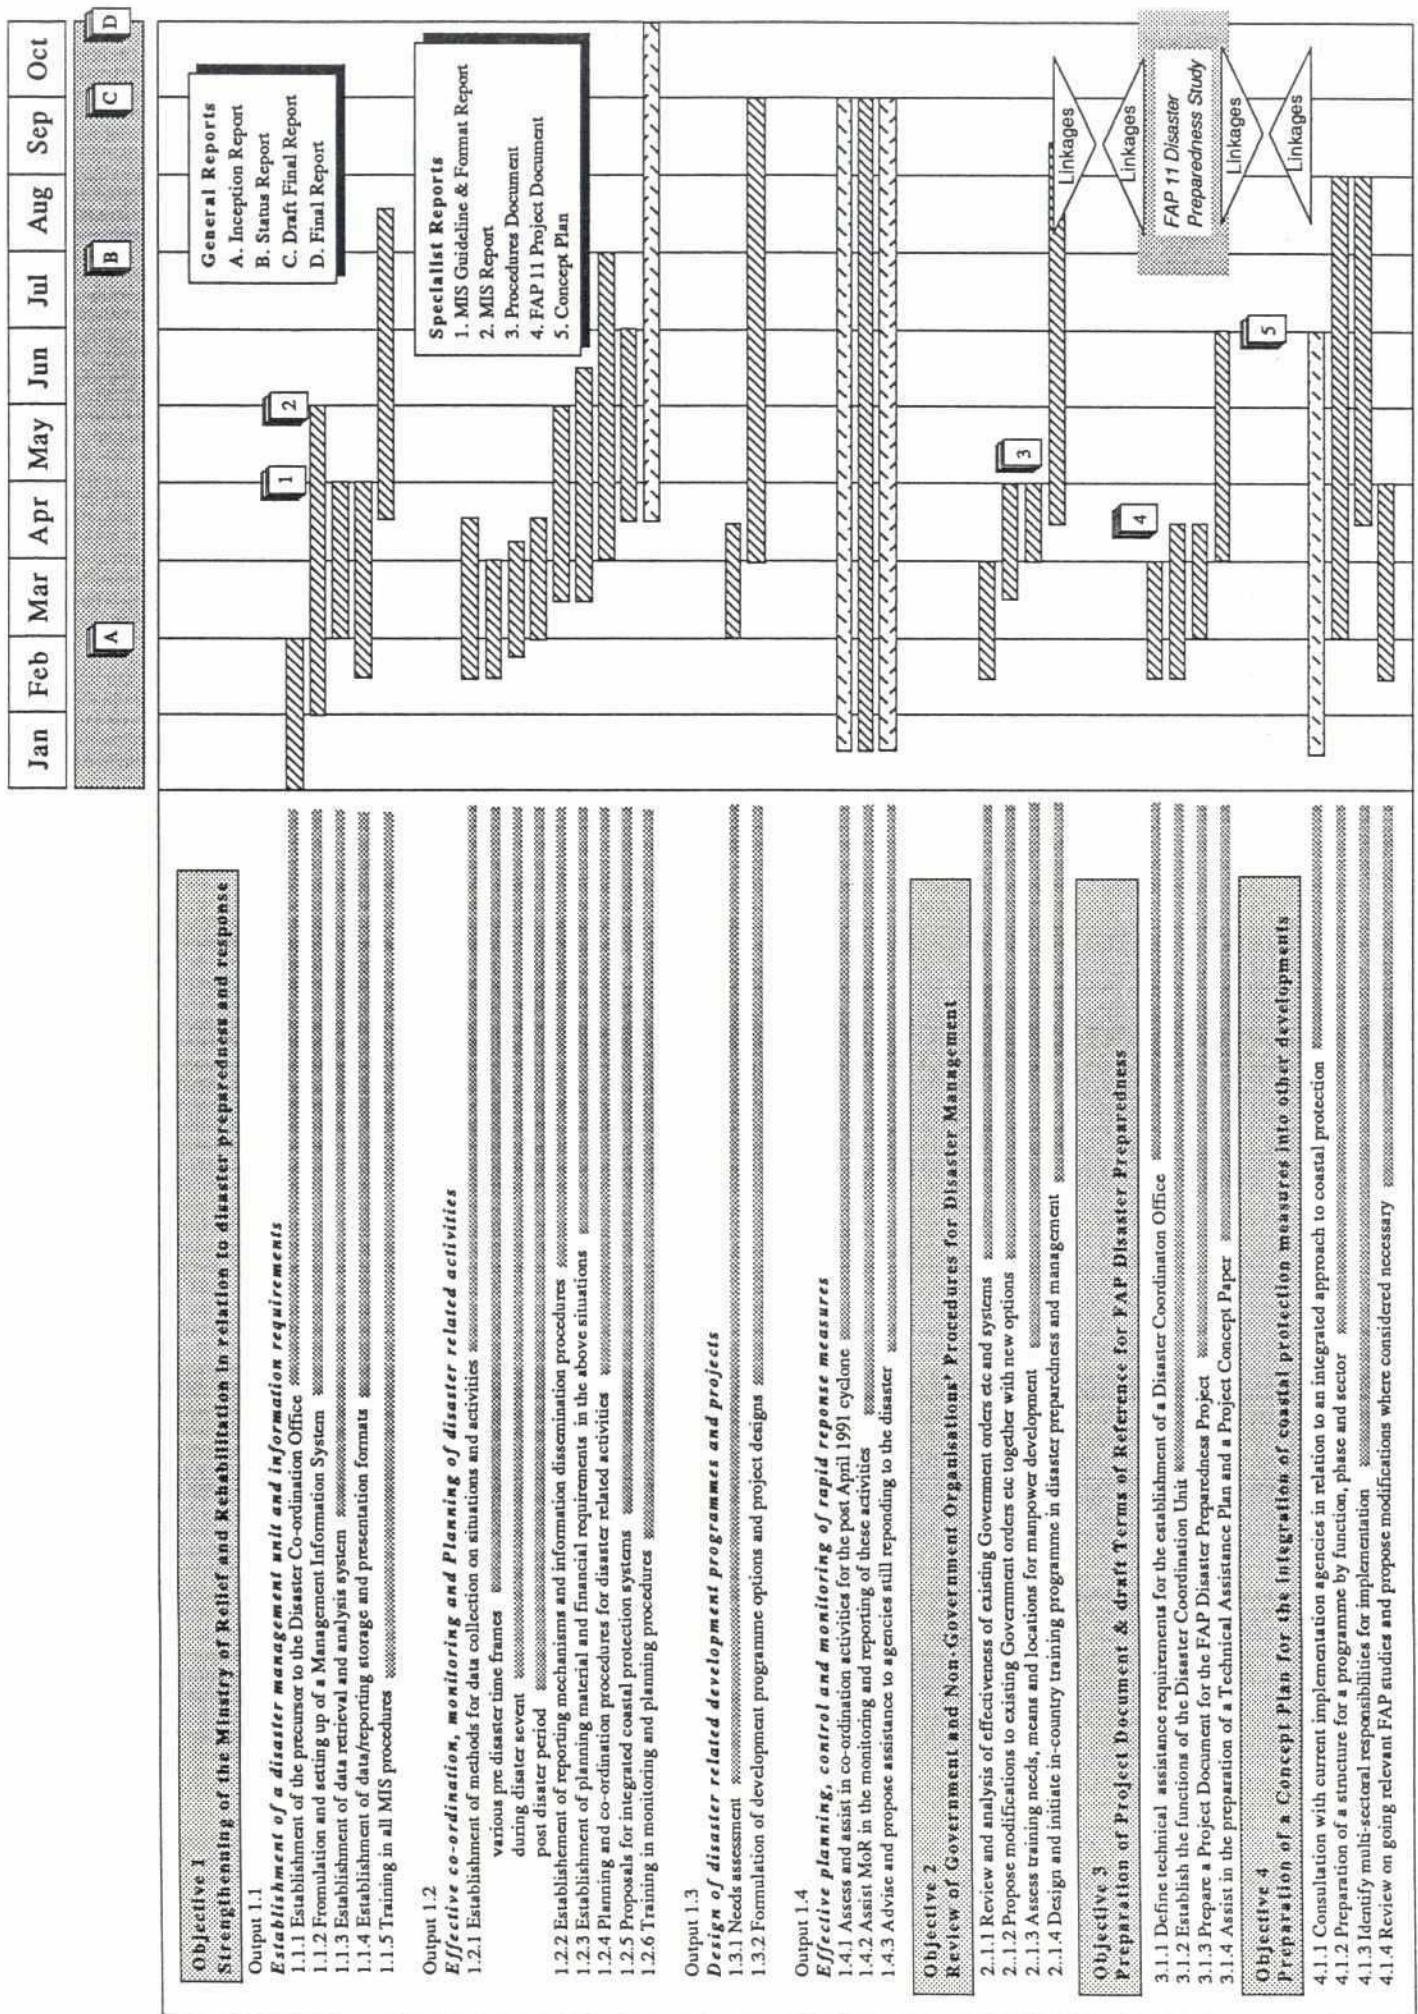 Jan Feb Mar Apr May Jun Jul Aug Sep Oct
A B C D
Objective 1
Strengthenning of the Ministry of Relief and Rehabilitation in relation to disaster preparedness and response
Output 1.1
Establishment of a disaster management unit and information requirements
1.1.1 Establishment of the precursor to the Disaster Co-ordination Office
1.1.2 Fromulation and setting up of a Management Information System
1.1.3 Establishment of data retrieval and analysis system
1.1.4 Establishment of data/reporting storage and presentation formats
1.1.5 Training in all MIS procedures
1
2
General Reports
A. Inception Report
B. Status Report
C. Draft Final Report
D. Final Report
Output 1.2
Effective co-ordination, monitoring and Planning of disaster related activities
1.2.1 Establishment of methods for data collection on situations and activities
various pre disaster time frames
during disaster sevent
post disater period
1.2.2 Establishement of reporting mechanisms and information dissemination procedures
1.2.3 Establishment of planning material and financial requirements in the above situations
1.2.4 Planning and co-ordination procedures for disaster related activities
1.2.5 Proposals for integrated coastal protection systems
1.2.6 Training in monitoring and planning procedures
Specialist Reports
1. MIS Guideline & Format Report
2. MIS Report
3. Procedures Document
4. FAP 11 Project Document
5. Concept Plan
Output 1.3
Design of disaster related development programmes and projects
1.3.1 Needs assessment
1.3.2 Formulation of development programme options and project designs
Output 1.4
Effective planning, control and monitoring of rapid reponse measures
1.4.1 Assess and assist in co-ordination activities for the post April 1991 cyclone
1.4.2 Assist MoR in the monitoring and reporting of these activities
1.4.3 Advise and propose assistance to agencies still reponding to the disaster
Objective 2
Review of Government and Non-Government Organisations' Procedures for Disaster Management
2.1.1 Review and analysis of effectiveness of existing Government orders etc and systems
2.1.2 Propose modifications to existing Government orders etc together with new options
2.1.3 Assess training needs, means and locations for manpower development
2.1.4 Design and initiate in-country training programme in disaster preparedness and management
3
Linkages
Linkages
Objective 3
Preparation of Project Document & draft Terms of Reference for FAP Disaster Preparedness
3.1.1 Define technical assistance requirements for the establishment of a Disaster Coordinaton Office
3.1.2 Establish the functions of the Disaster Coordination Unit
3.1.3 Prepare a Project Document for the FAP Disaster Preparedness Project
3.1.4 Assist in the preparation of a Technical Assistance Plan and a Project Concept Paper
4
FAP 11 Disaster
Preparedness Study
Linkages
Linkages
Objective 4
Preparation of a Concept Plan for the integration of coastal protection measures into other developments
4.1.1 Consultation with current implementation agencies in relation to an integrated approach to coastal protection
4.1.2 Preparation of a structure for a programme by function, phase and sector
4.1.3 Identify multi-sectoral responsibilities for implementation
4.1.4 Review on going relevant FAP studies and propose modifications where considered necessary
5